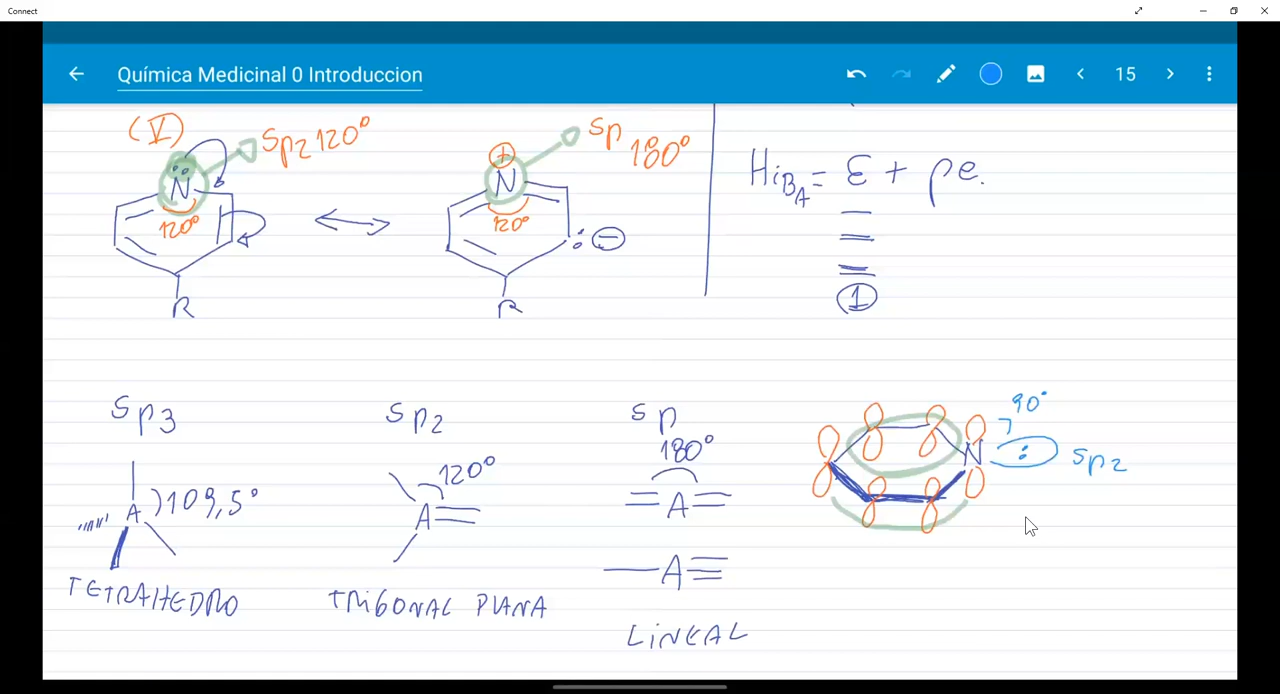 Connect
Química Medicinal 0 Introduccion
15
(V)
Sp2 120°
N
120°
R
+
Sp
180°
N
120°
−
R
HiBA = ε + pe.
1
Sp3
A
109,5°
TETRAHEDRO
Sp2
120°
A
TRIGONAL PLANA
Sp
180°
A
A
LINEAL
N
90°
Sp2